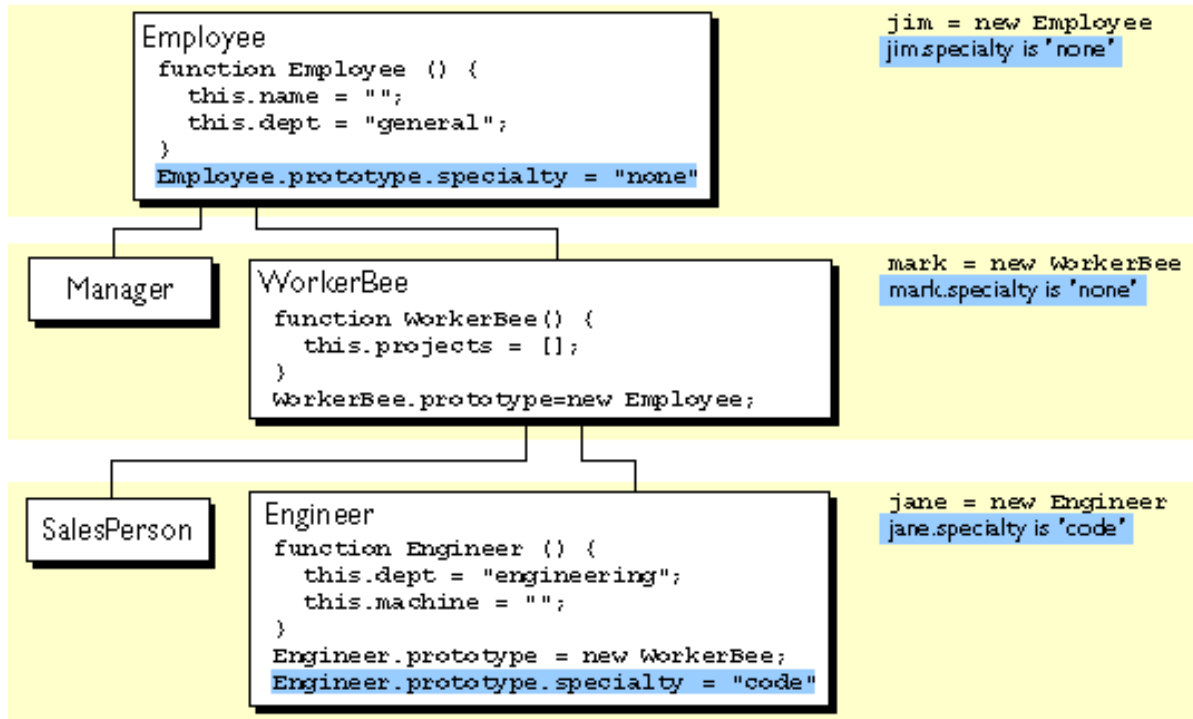 Employee
function Employee () {
this.name = "";
this.dept = "general";
}
Employee.prototype.specialty = "none"
jim = new Employee
jim.specialty is 'none'
Manager
WorkerBee
function WorkerBee() {
this.projects = [];
}
WorkerBee.prototype=new Employee;
mark = new WorkerBee
mark.specialty is 'none'
SalesPerson
Engineer
function Engineer () {
this.dept = "engineering";
this.machine = "";
}
Engineer.prototype = new WorkerBee;
Engineer.prototype.specialty = "code"
jane = new Engineer
jane.specialty is 'code'